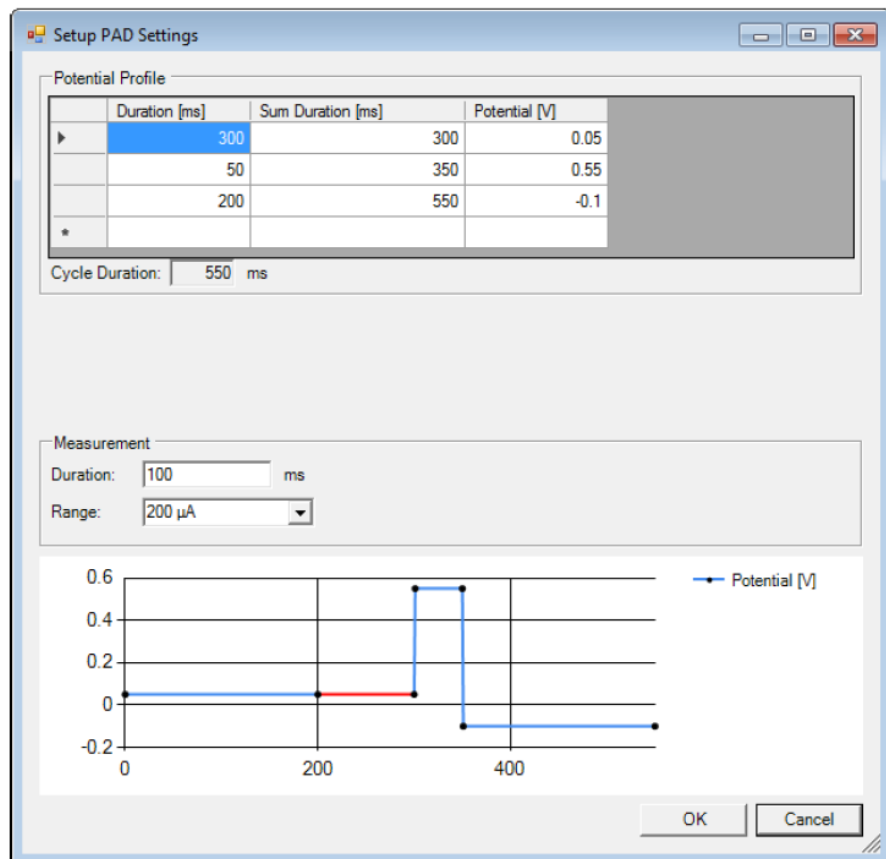 Setup PAD Settings
Potential Profile
Duration [ms] Sum Duration [ms] Potential [V]
300 300 0.05
50 350 0.55
200 550 -0.1
*
Cycle Duration: 550 ms
Measurement
Duration: 100 ms
Range: 200 µA
0.6
Potential [V]
0.4
0.2
0
-0.2
0 200 400
OK Cancel